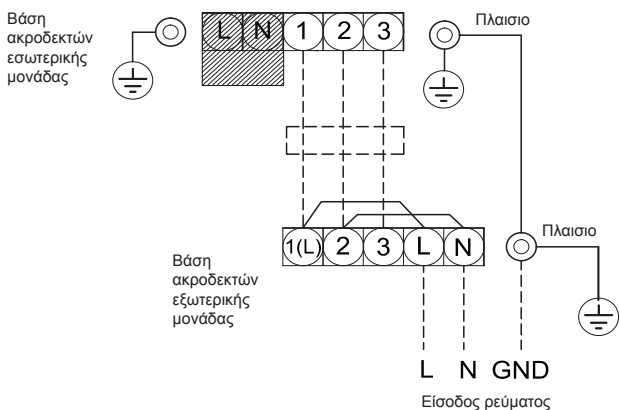 Βάση
ακροδεκτών
εσωτερικής
μονάδας
L N 1 2 3
Πλαισιο
Βάση
ακροδεκτών
εξωτερικής
μονάδας
1(L) 2 3 L N
Πλαισιο
L N GND
Είσοδος ρεύματος